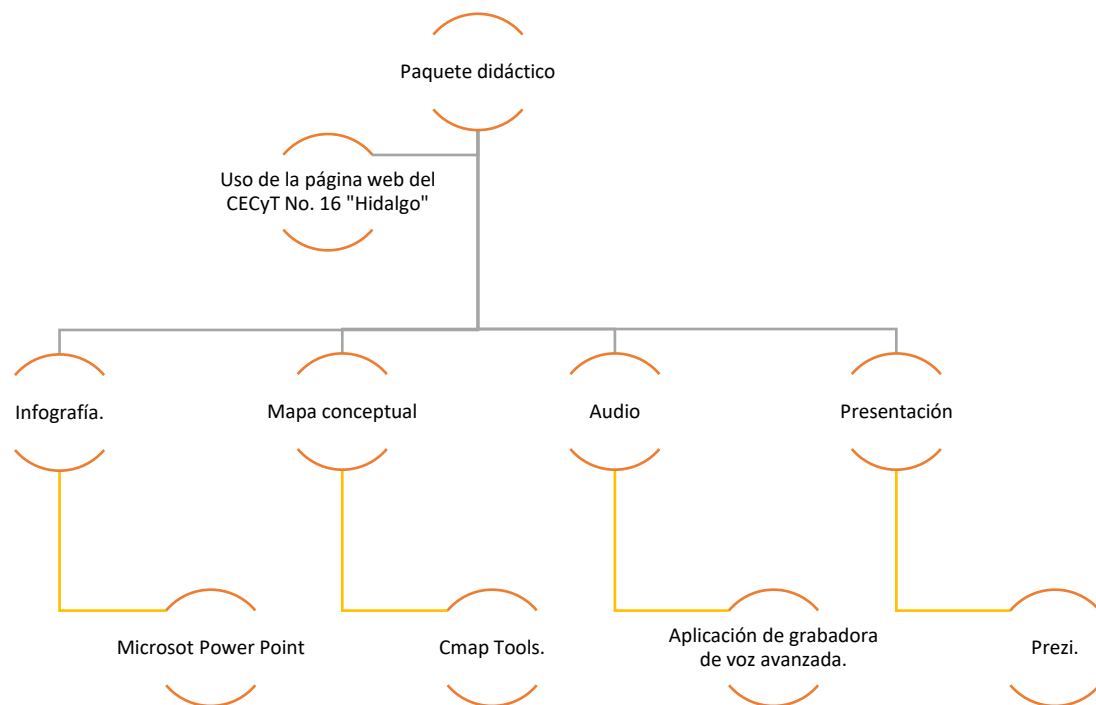 Paquete didáctico
Uso de la página web del
CECyT No. 16 "Hidalgo"
Infografía.
Mapa conceptual
Audio
Presentación
Microsot Power Point
Cmap Tools.
Aplicación de grabadora
de voz avanzada.
Prezi.